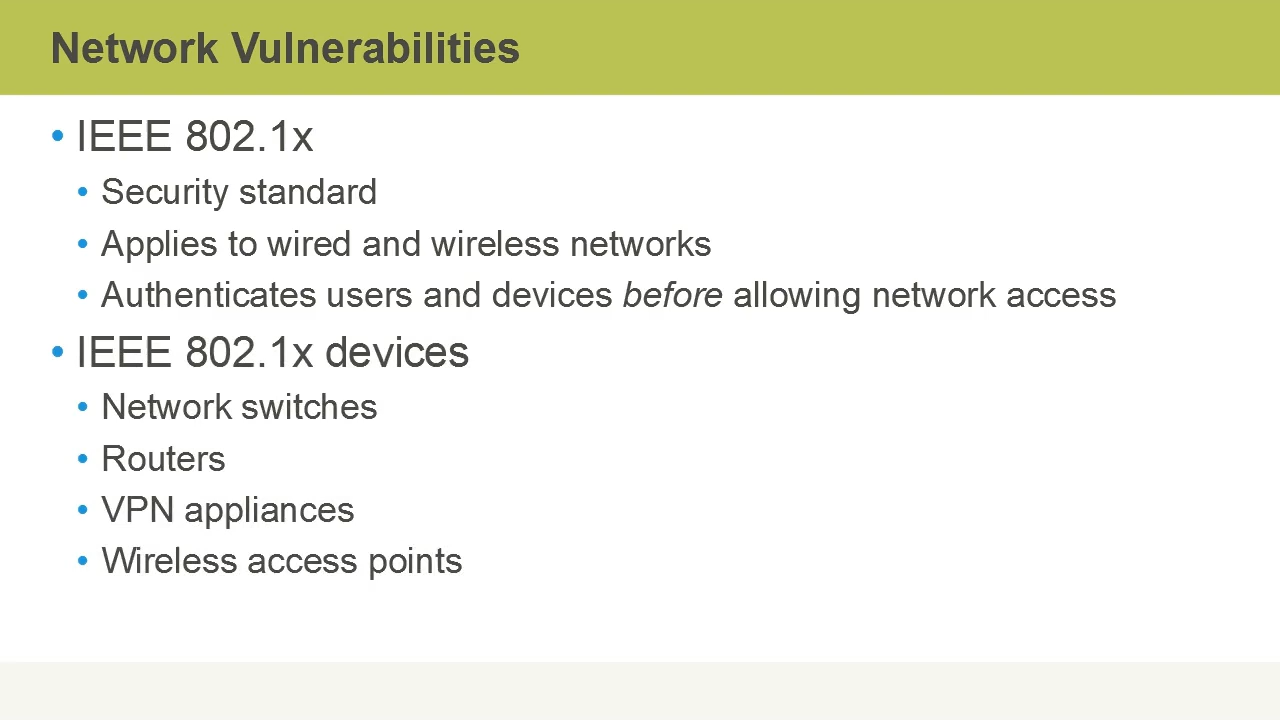 Network Vulnerabilities
• IEEE 802.1x
• Security standard
• Applies to wired and wireless networks
• Authenticates users and devices before allowing network access
• IEEE 802.1x devices
• Network switches
• Routers
• VPN appliances
• Wireless access points